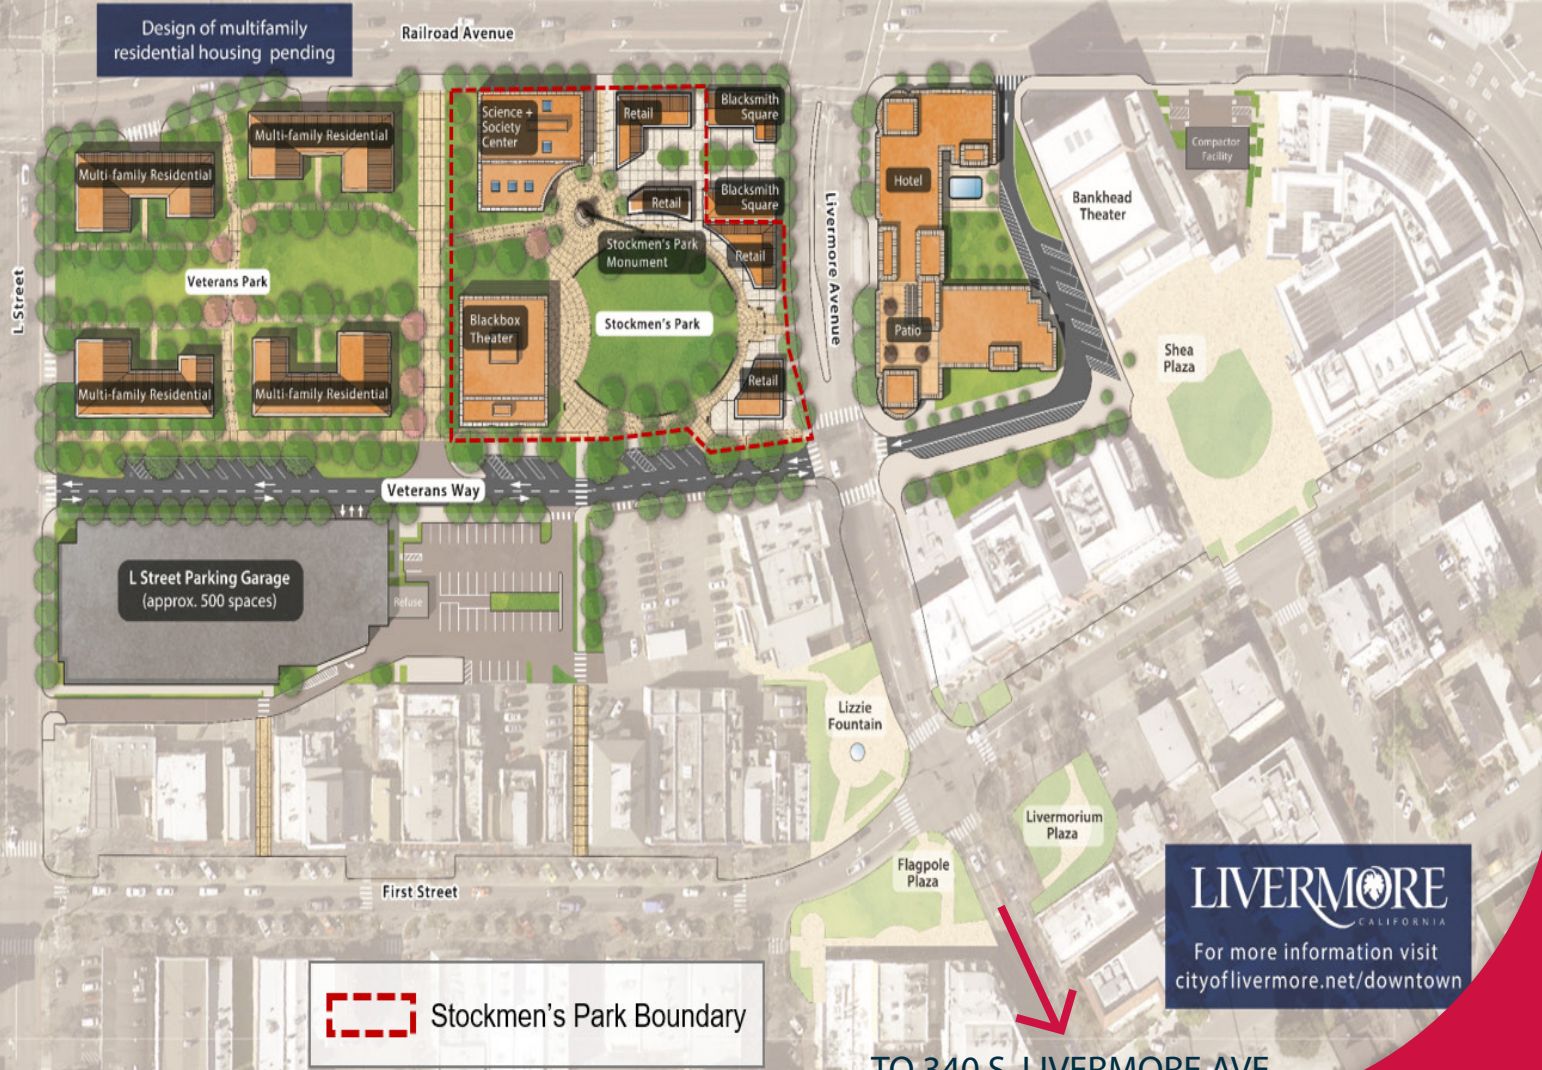 Design of multifamily
residential housing pending
Railroad Avenue
Multi-family Residential
Multi-family Residential
Science +
Society
Center
Retail
Blacksmith
Square
Retail
Blacksmith
Square
Stockmen's Park
Monument
Retail
Veterans Park
L Street
Blackbox
Theater
Stockmen's Park
Retail
Multi-family Residential
Multi-family Residential
Livermore Avenue
Hotel
Patio
Bankhead
Theater
Compactor
Facility
Shea
Plaza
Veterans Way
L Street Parking Garage
(approx. 500 spaces)
Refuse
Lizzie
Fountain
Livermorium
Plaza
Flagpole
Plaza
First Street
LIVERMORE
CALIFORNIA
For more information visit
cityoflivermore.net/downtown
Stockmen's Park Boundary
TO 340 S. LIVERMORE AVE